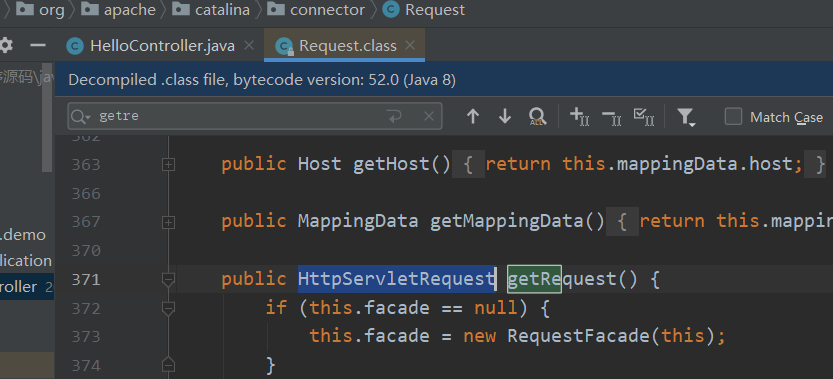 org apache catalina connector Request
HelloController.java Request.class
源码\jav
Decompiled .class file, bytecode version: 52.0 (Java 8)
getre
Match Case
362
363 public Host getHost() { return this.mappingData.host; }
366
.demo
367 public MappingData getMappingData() { return this.mappin
lication
370
roller 2
371 public HttpServletRequest getRequest() {
372 if (this.facade == null) {
373 this.facade = new RequestFacade(this);
374 }